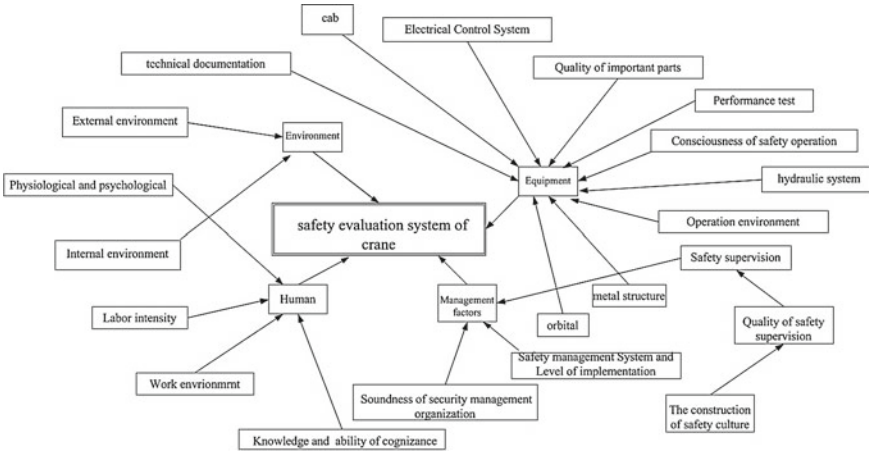 cab
Electrical Control System
technical documentation
Quality of important parts
Performance test
External environment
Environment
Consciousness of safety operation
Physiological and psychological
Equipment
hydraulic system
safety evaluation system of
crane
Operation environment
Internal environment
Safety supervision
Human
Management
factors
metal structure
Labor intensity
orbital
Quality of safety
supervision
Safety management System and
Level of implementation
Work envrionmrnt
Soundness of security management
organization
The construction
of safety culture
Knowledge and ability of cognizance